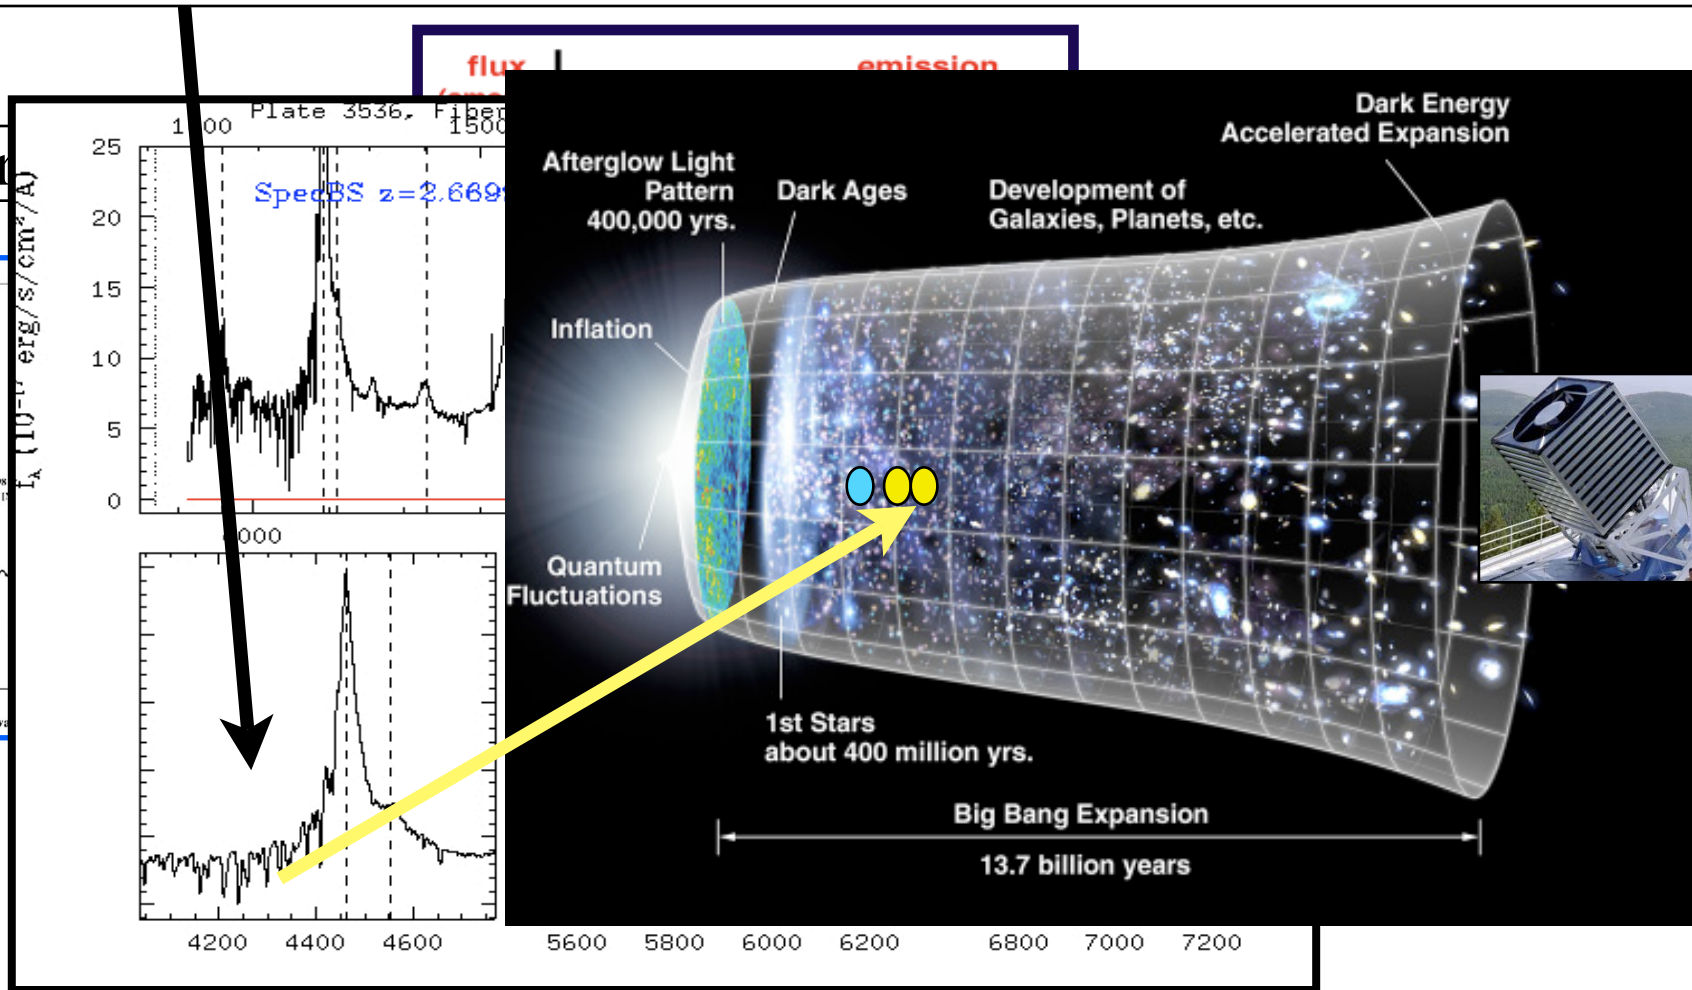 flux
emission
Plate 3536, Fiber
1500
25
20
15
10
5
0
f_λ (10⁻¹⁷ erg/s/cm²/A)
SpecBS z=2.669
4200 4400 4600
5600 5800 6000 6200 6800 7000 7200
Dark Energy
Accelerated Expansion
Afterglow Light
Pattern
400,000 yrs.
Dark Ages
Development of
Galaxies, Planets, etc.
Inflation
Quantum
Fluctuations
1st Stars
about 400 million yrs.
Big Bang Expansion
13.7 billion years